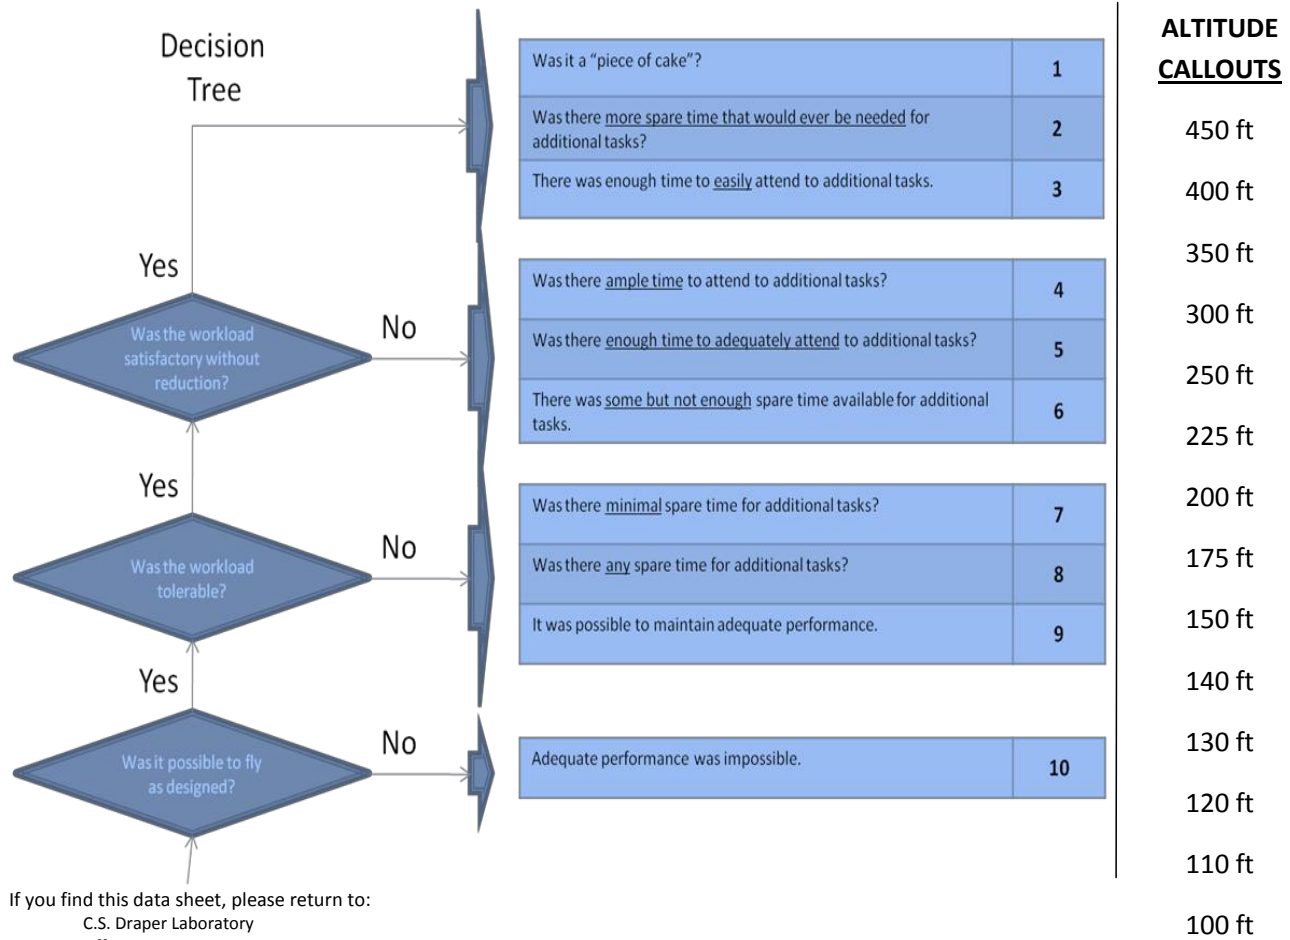 Decision
Tree
Was it a “piece of cake”?
1
Was there more spare time that would ever be needed for
additional tasks?
2
There was enough time to easily attend to additional tasks.
3
Yes
Was the workload
satisfactory without
reduction?
No
Was there ample time to attend to additional tasks?
4
Was there enough time to adequately attend to additional tasks?
5
There was some but not enough spare time available for additional
tasks.
6
Yes
Was the workload
tolerable?
No
Was there minimal spare time for additional tasks?
7
Was there any spare time for additional tasks?
8
It was possible to maintain adequate performance.
9
Yes
Was it possible to fly
as designed?
No
Adequate performance was impossible.
10
If you find this data sheet, please return to:
C.S. Draper Laboratory
ALTITUDE
CALLOUTS
450 ft
400 ft
350 ft
300 ft
250 ft
225 ft
200 ft
175 ft
150 ft
140 ft
130 ft
120 ft
110 ft
100 ft